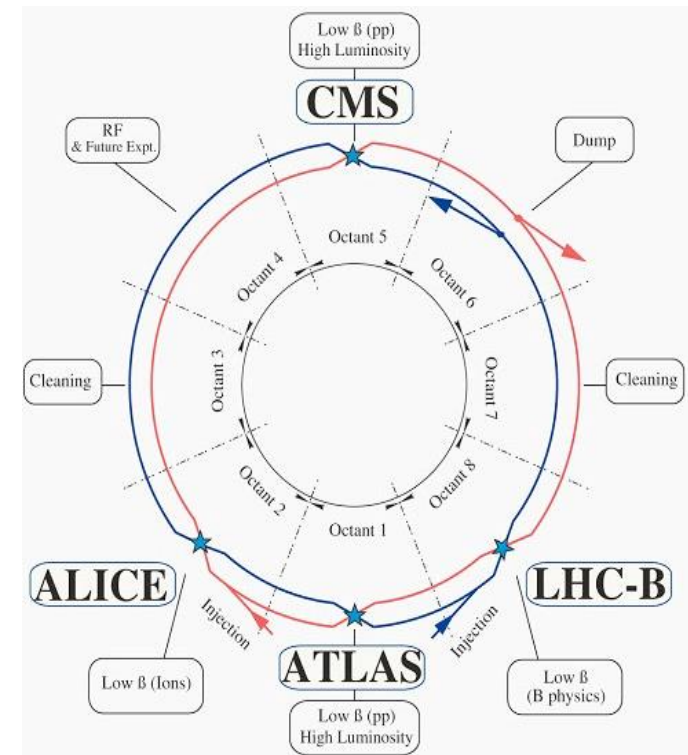 Low ß (pp)
High Luminosity
CMS
RF
& Future Expt.
Dump
Octant 5
Octant 4
Octant 6
Octant 3
Cleaning
Octant 7
Cleaning
Octant 2
Octant 8
Octant 1
ALICE
LHC-B
Injection
Injection
ATLAS
Low ß (Ions)
Low ß
(B physics)
Low ß (pp)
High Luminosity